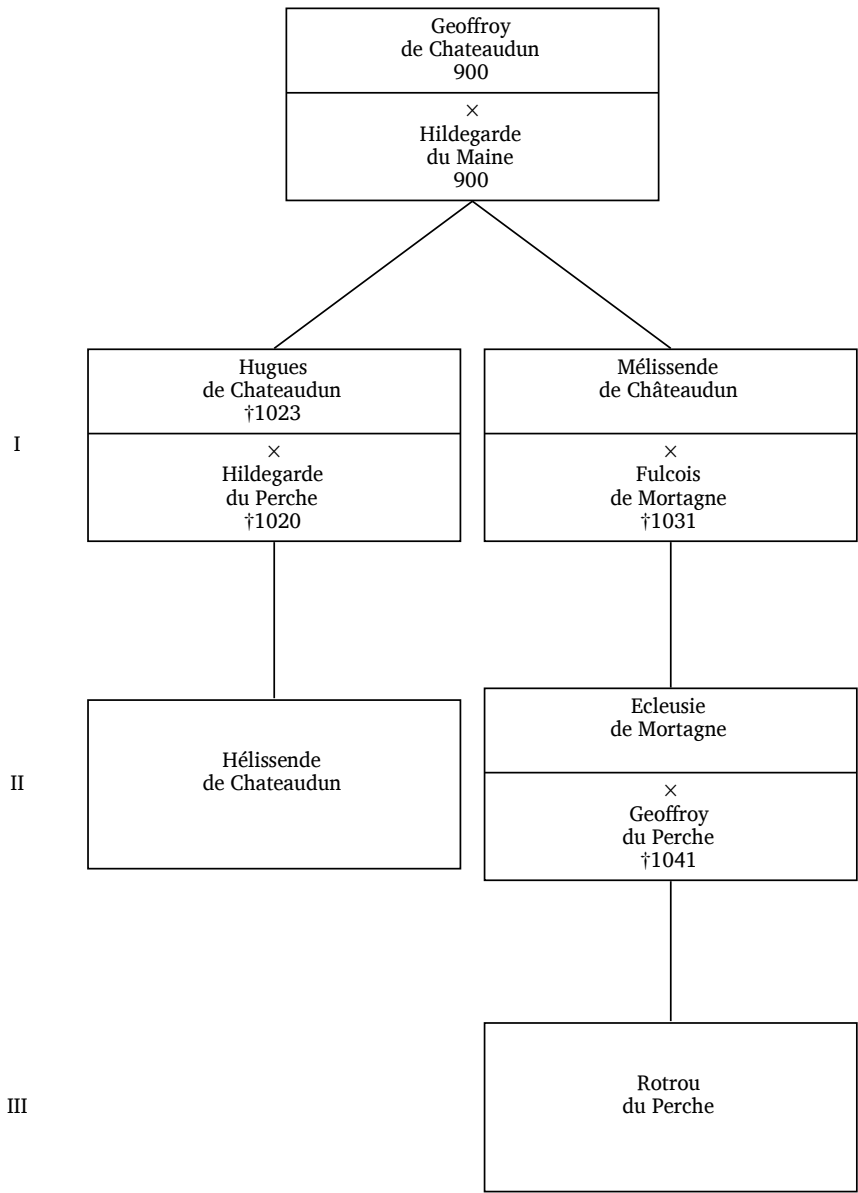 Geoffroy
de Chateaudun
900
×
Hildegarde
du Maine
900
I
Hugues
de Chateaudun
†1023
×
Hildegarde
du Perche
†1020
Mélissende
de Châteaudun
×
Fulcois
de Mortagne
†1031
II
Hélissende
de Chateaudun
Ecleusie
de Mortagne
×
Geoffroy
du Perche
†1041
III
Rotrou
du Perche